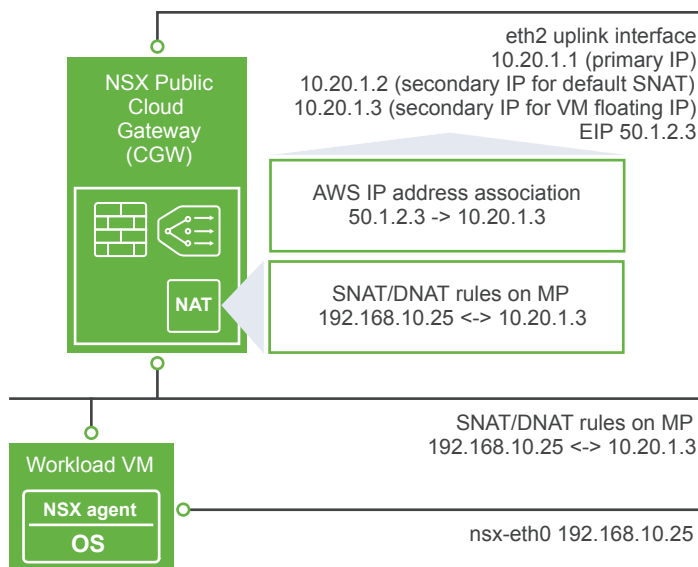 eth2 uplink interface
10.20.1.1 (primary IP)
10.20.1.2 (secondary IP for default SNAT)
10.20.1.3 (secondary IP for VM floating IP)
EIP 50.1.2.3
NSX Public
Cloud
Gateway
(CGW)
AWS IP address association
50.1.2.3 -> 10.20.1.3
NAT
SNAT/DNAT rules on MP
192.168.10.25 <-> 10.20.1.3
SNAT/DNAT rules on MP
192.168.10.25 <-> 10.20.1.3
Workload VM
NSX agent
OS
nsx-eth0 192.168.10.25